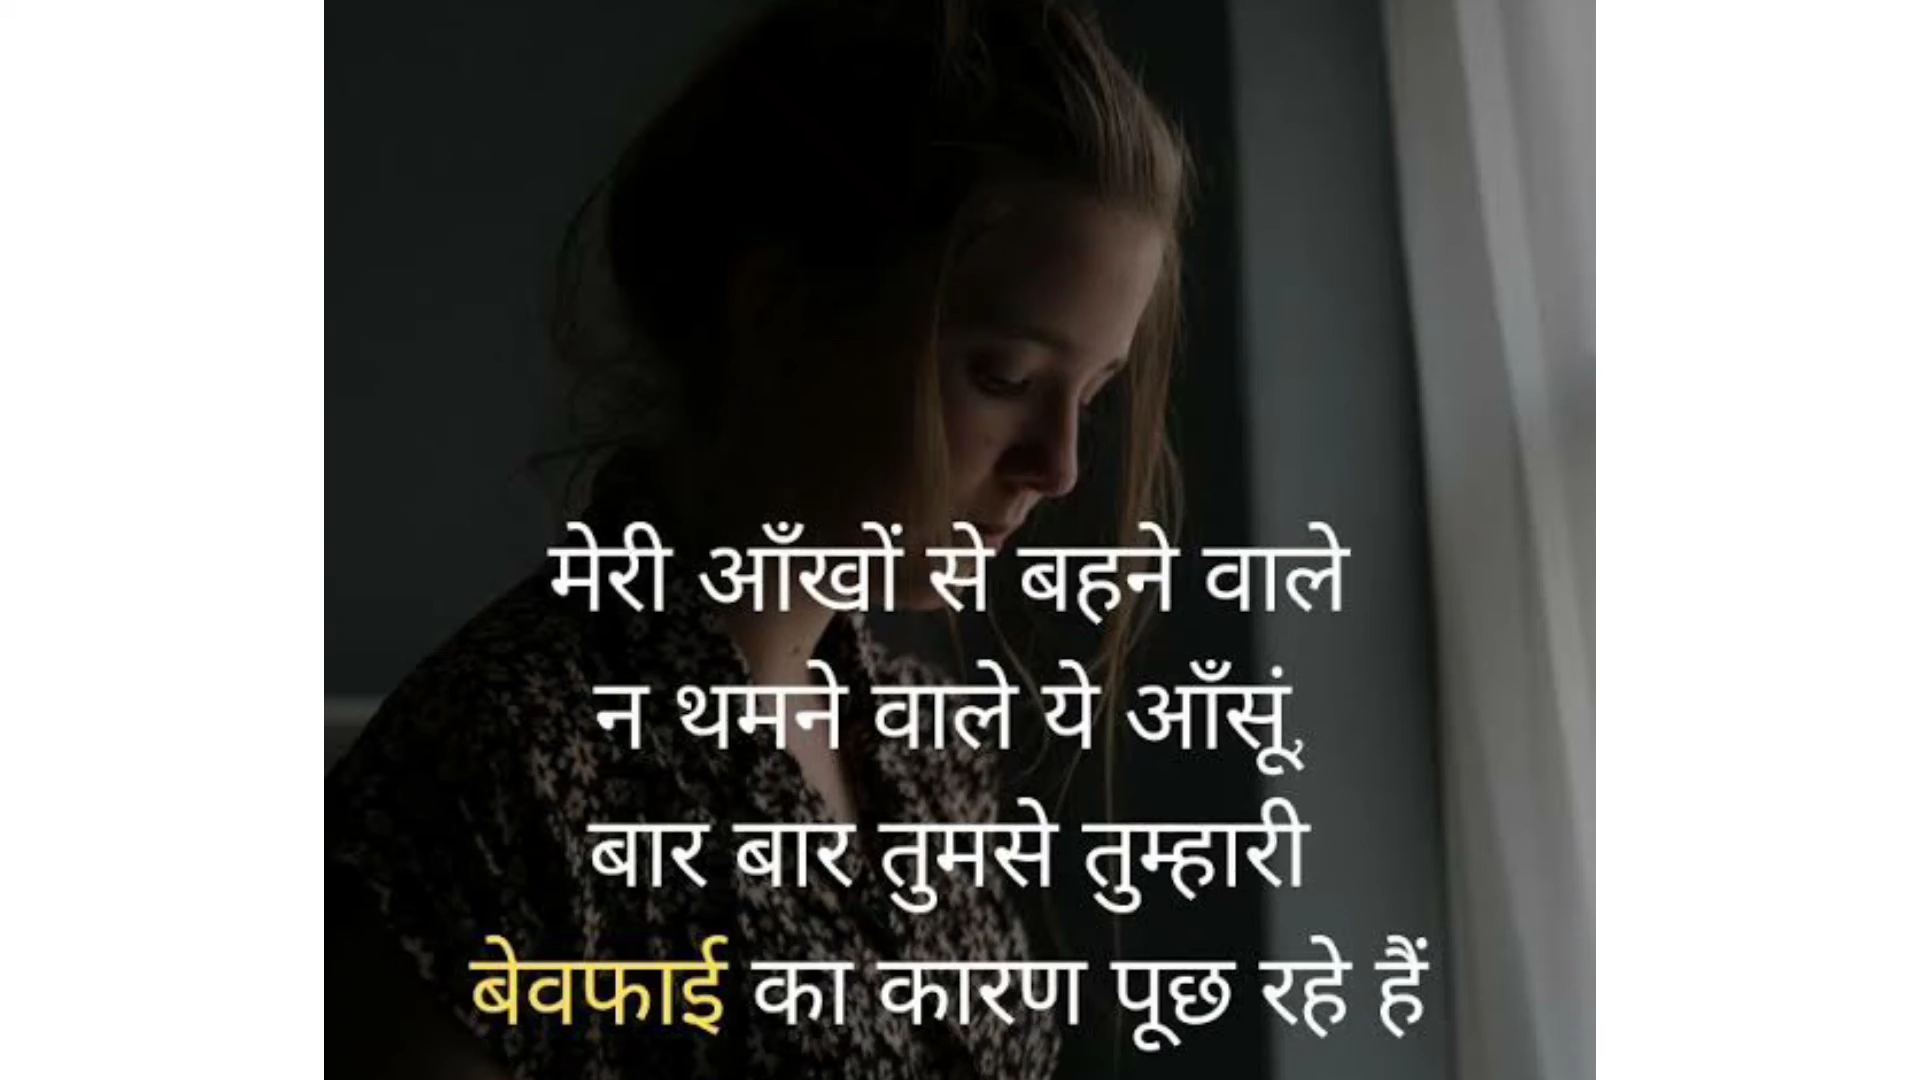 मेरी आँखों से बहने वाले
न थमने वाले ये आँसूं,
बार बार तुमसे तुम्हारी
बेवफाई का कारण पूछ रहे हैं